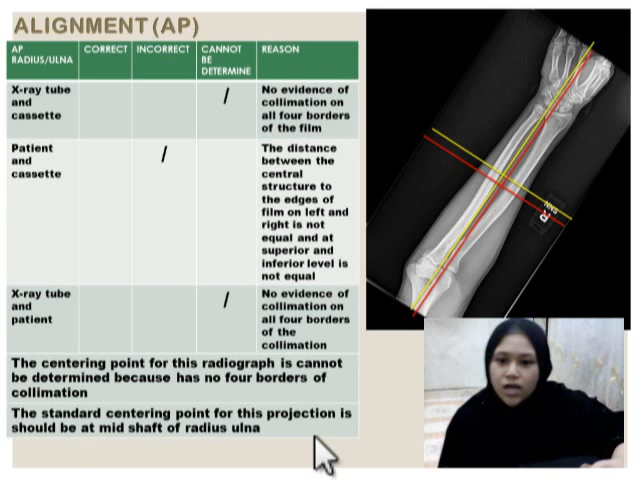 ALIGNMENT (AP)
AP RADIUS/ULNA CORRECT INCORRECT CANNOT BE DETERMINE REASON
X-ray tube and cassette / No evidence of collimation on all four borders of the film
Patient and cassette / The distance between the central structure to the edges of film on left and right is not equal and at superior and inferior level is not equal
X-ray tube and patient / No evidence of collimation on all four borders of the collimation
The centering point for this radiograph is cannot
be determined because has no four borders of
collimation
The standard centering point for this projection is
should be at mid shaft of radius ulna
R